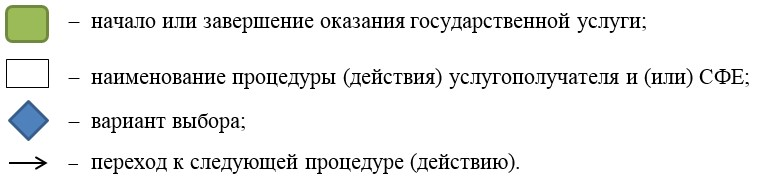 – начало или завершение оказания государственной услуги;
– наименование процедуры (действия) услугополучателя и (или) СФЕ;
– вариант выбора;
– переход к следующей процедуре (действию).